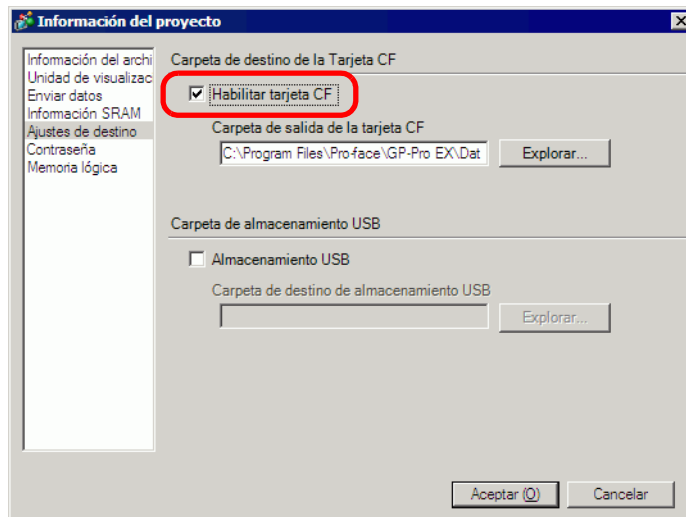 Información del proyecto
Información del archi
Unidad de visualizac
Enviar datos
Información SRAM
Ajustes de destino
Contraseña
Memoria lógica
Carpeta de destino de la Tarjeta CF
Habilitar tarjeta CF
Carpeta de salida de la tarjeta CF
C:\Program Files\Pro-face\GP-Pro EX\Dat
Explorar...
Carpeta de almacenamiento USB
Almacenamiento USB
Carpeta de destino de almacenamiento USB
Explorar...
Aceptar (O)
Cancelar